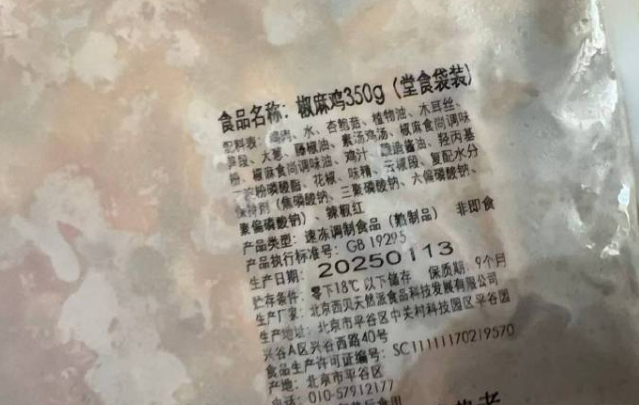 食品名称：椒麻鸡350g（堂食袋装）
配料表：鸡肉、水、杏鲍菇、植物油、木耳丝、
笋段、大葱、藤椒油、素汤鸡汤、椒麻食尚调味
粉、椒麻食尚调味油、鸡汁、酿造酱油、羟丙基
二淀粉磷酸酯、花椒、味精、云椒段、复配水分
保持剂（焦磷酸钠、三聚磷酸钠、六偏磷酸钠、
聚偏磷酸钠）、辣椒红
产品类型：速冻调制食品（熟制品） 非即食
产品执行标准号：GB 19295
生产日期：20250113
贮存条件：零下18℃以下储存 保质期：9个月
生产厂家：北京西贝天然派食品科技发展有限公司
生产地址：北京市平谷区中关村科技园区平谷园
兴谷A区兴谷西路40号
食品生产许可证编号：SC11111170219570
产地：北京市平谷区
电话：010-57912177